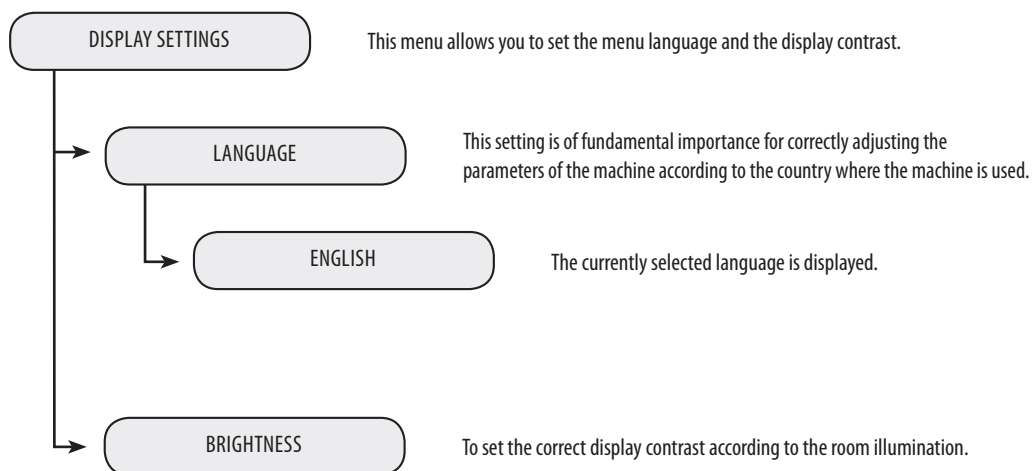 DISPLAY SETTINGS
This menu allows you to set the menu language and the display contrast.
LANGUAGE
This setting is of fundamental importance for correctly adjusting the
parameters of the machine according to the country where the machine is used.
ENGLISH
The currently selected language is displayed.
BRIGHTNESS
To set the correct display contrast according to the room illumination.